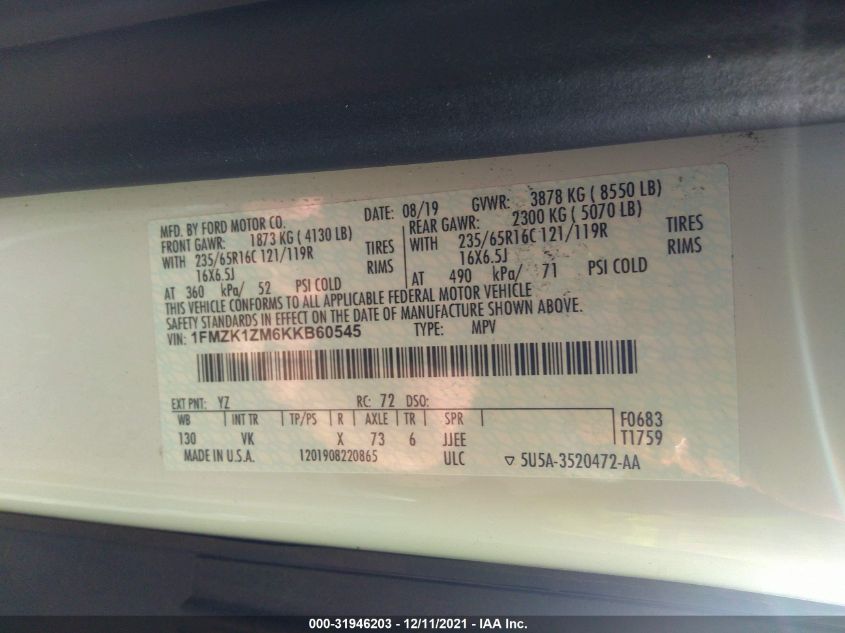 MFD. BY FORD MOTOR CO. DATE: 08/19 GVWR: 3878 KG ( 8550 LB)
FRONT GAWR: 1873 KG ( 4130 LB) REAR GAWR: 2300 KG ( 5070 LB)
WITH 235/65R16C 121/119R TIRES WITH 235/65R16C 121/119R TIRES
16X6.5J RIMS 16X6.5J RIMS
AT 360 kPa/ 52 PSI COLD AT 490 kPa/ 71 PSI COLD
THIS VEHICLE CONFORMS TO ALL APPLICABLE FEDERAL MOTOR VEHICLE
SAFETY STANDARDS IN EFFECT ON THE DATE OF MANUFACTURE SHOWN ABOVE.
VIN: 1FMZK1ZM6KKB60545 TYPE: MPV
EXT PNT: YZ RC: 72 DSO:
WB INT TR TP/PS R AXLE TR SPR F0683
130 VK X 73 6 JJEE T1759
MADE IN U.S.A. 1201908220865 ULC ▽ 5U5A-3520472-AA
000-31946203 - 12/11/2021 - IAA Inc.